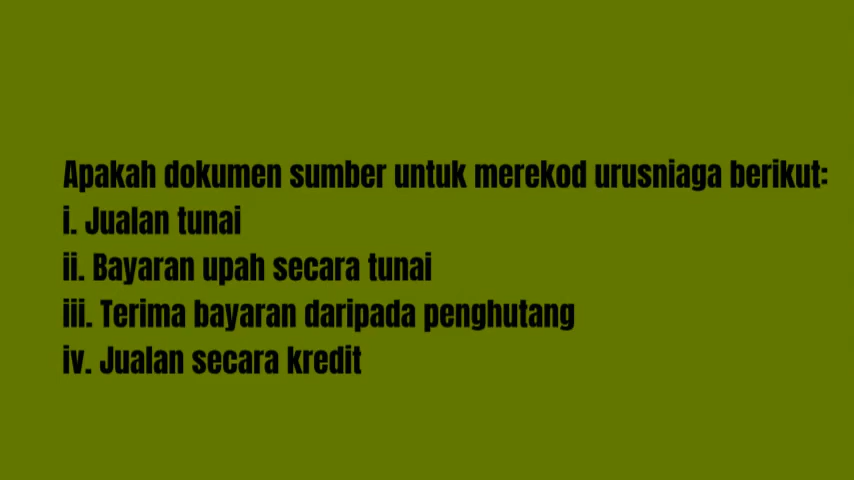 Apakah dokumen sumber untuk merekod urusniaga berikut:
i. Jualan tunai
ii. Bayaran upah secara tunai
iii. Terima bayaran daripada penghutang
iv. Jualan secara kredit